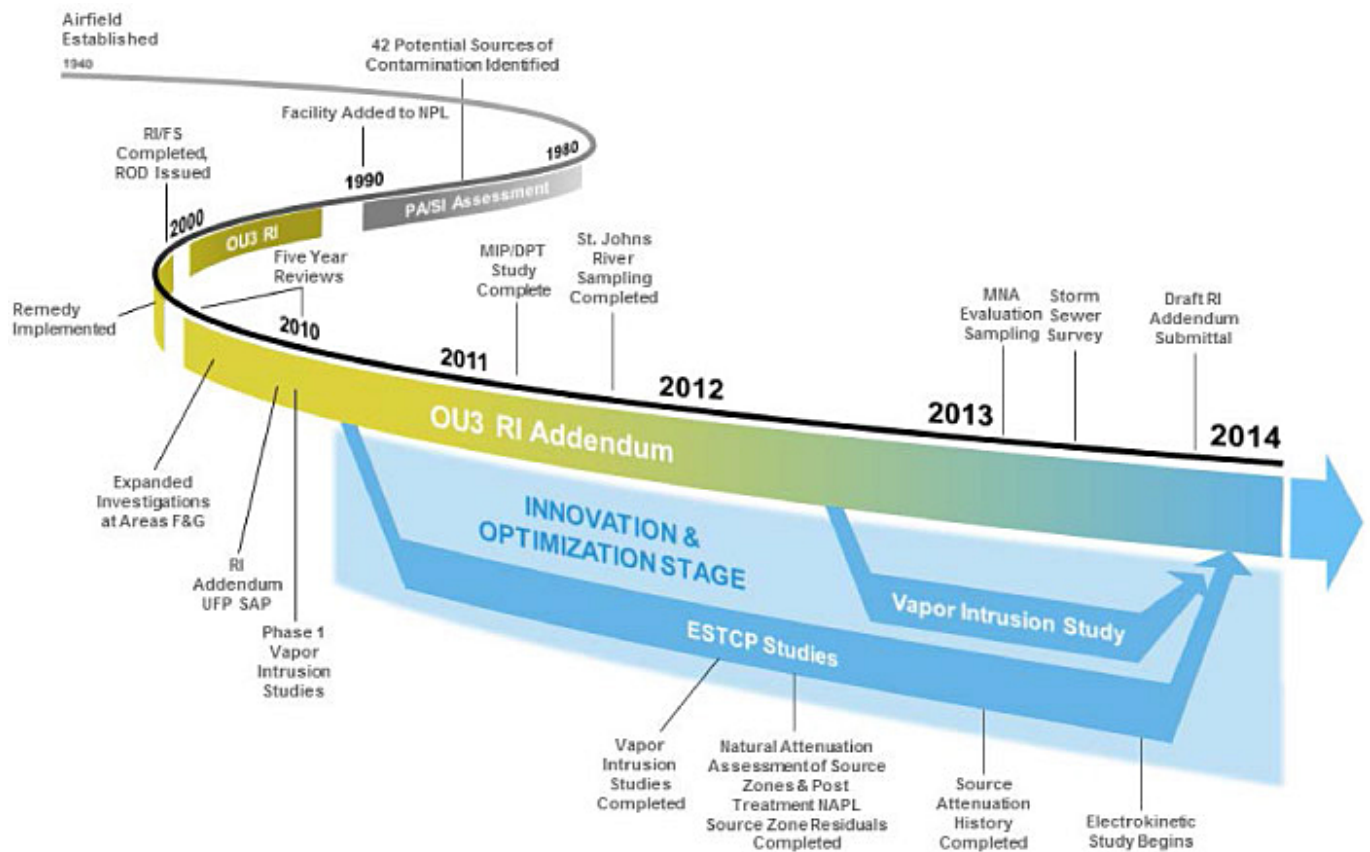 Airfield
Established
1940
42 Potential Sources of
Contamination Identified
Facility Added to NPL
RI/FS
Completed,
ROD Issued
1980
1990
2000
PA/SI Assessment
OU3 RI
Five Year
Reviews
Remedy
Implemented
MIP/DPT
Study
Complete
St. Johns
River
Sampling
Completed
MNA
Evaluation
Sampling
Storm
Sewer
Survey
Draft RI
Addendum
Submittal
2010
2011
2012
2013
2014
OU3 RI Addendum
Expanded
Investigations
at Areas F&G
RI
Addendum
UFP SAP
Phase 1
Vapor
Intrusion
Studies
INNOVATION &
OPTIMIZATION STAGE
Vapor Intrusion Study
ESTCP Studies
Vapor
Intrusion
Studies
Completed
Natural Attenuation
Assessment of Source
Zones & Post
Treatment NAPL
Source Zone Residuals
Completed
Source
Attenuation
History
Completed
Electrokinetic
Study Begins